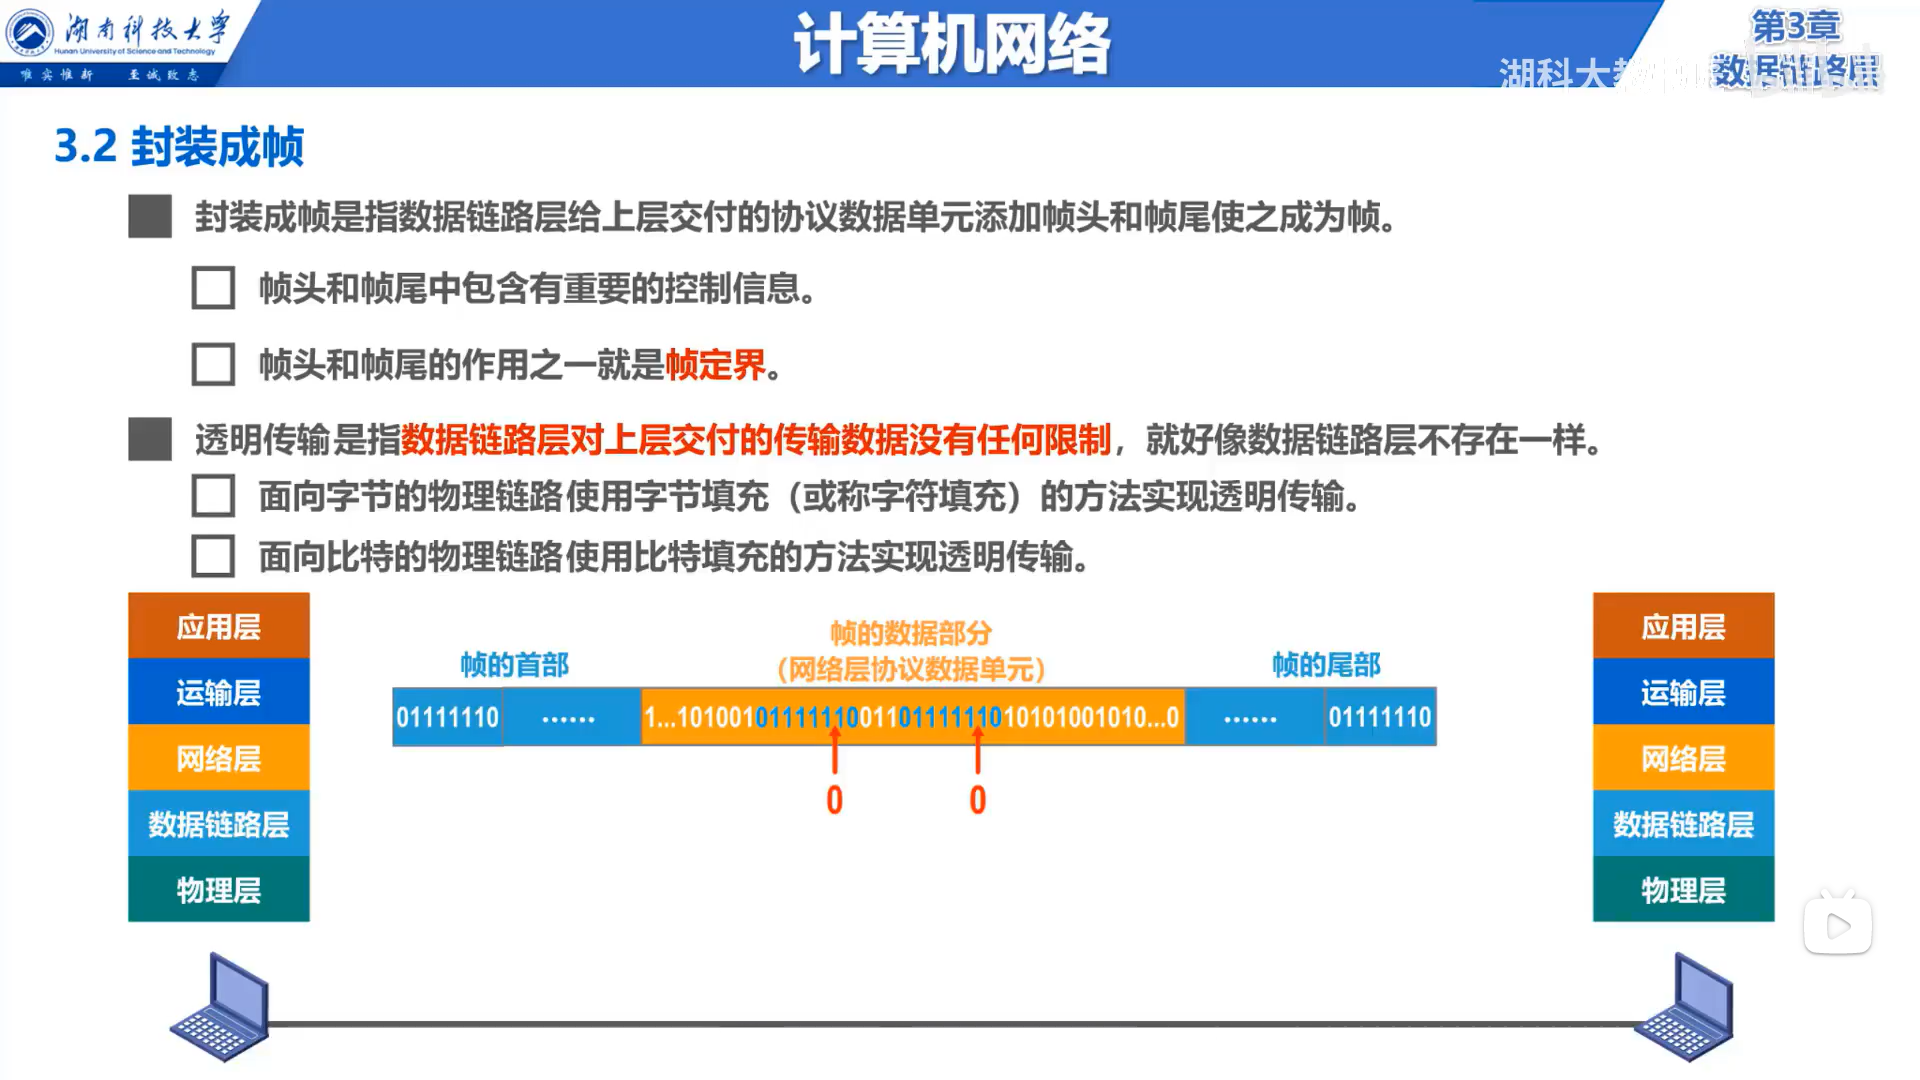 湖南科技大学
Hunan University of Science and Technology
唯实惟新 至诚致志
计算机网络
第3章
数据链路层
湖科大教
3.2 封装成帧
封装成帧是指数据链路层给上层交付的协议数据单元添加帧头和帧尾使之成为帧。
帧头和帧尾中包含有重要的控制信息。
帧头和帧尾的作用之一就是帧定界。
透明传输是指数据链路层对上层交付的传输数据没有任何限制，就好像数据链路层不存在一样。
面向字节的物理链路使用字节填充（或称字符填充）的方法实现透明传输。
面向比特的物理链路使用比特填充的方法实现透明传输。
应用层
运输层
网络层
数据链路层
物理层
帧的首部
帧的数据部分
（网络层协议数据单元）
帧的尾部
01111110 …… 1...101001011111100110111111010101001010...0 …… 01111110
0 0
应用层
运输层
网络层
数据链路层
物理层